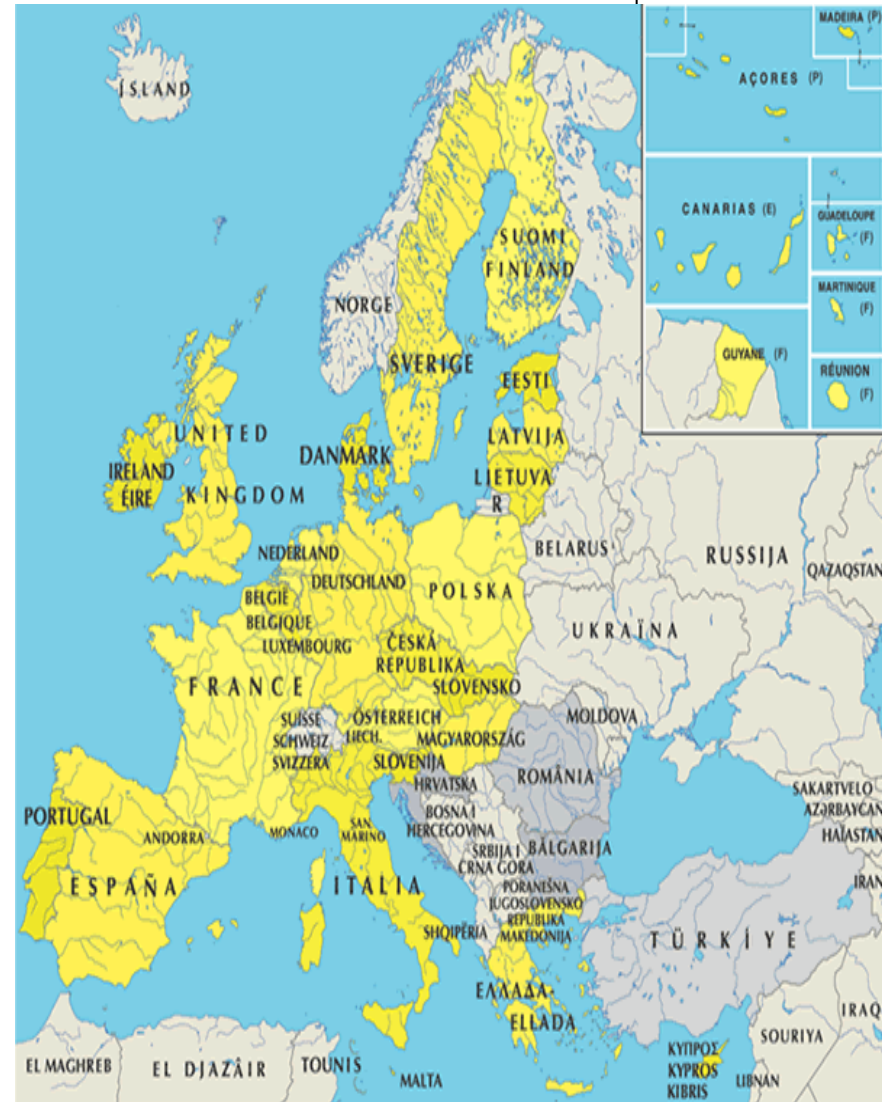 MADEIRA (P)
AÇORES (P)
ÍSLAND
CANARIAS (E)
GUADELOUPE
(F)
SUOMI
FINLAND
MARTINIQUE
(F)
NORGE
GUYANE (F)
SVERIGE
RÉUNION
(F)
EESTI
UNITED
KINGDOM
LATVIJA
DANMARK
IRELAND
ÉIRE
LIETUVA
R
NEDERLAND
BELARUS'
RUSSIJA
QAZAQSTAN
DEUTSCHLAND
POLSKA
BELGIË
BELGIQUE
UKRAÏNA
LUXEMBOURG
ČESKÁ
REPUBLIKA
FRANCE
SLOVENSKO
SUISSE
SCHWEIZ
SVIZZERA
ÖSTERREICH
LIECH.
MOLDOVA
MAGYARORSZÁG
SLOVENIJA
ROMÂNIA
HRVATSKA
SAKARTVELO
AZƏRBAYCAN
HAÏASTAN
PORTUGAL
ANDORRA
MONACO
SAN
MARINO
BOSNA I
HERCEGOVINA
SRBIJA I
CRNA GORA
BĂLGARIJA
IRAN
ESPAÑA
ITALIA
PORANEŠNA
JUGOSLOVENSKO
REPUBLIKA
MAKEDONIJA
SHQIPËRIA
TÜRKÍYE
ΕΛΛΑΔΑ-
ELLADA
IRAQ
SOURIYA
EL MAGHREB
EL DJAZÂIR
TOUNIS
MALTA
ΚΥΠΡΟΣ
KYPROS
KIBRIS
LIBNAN